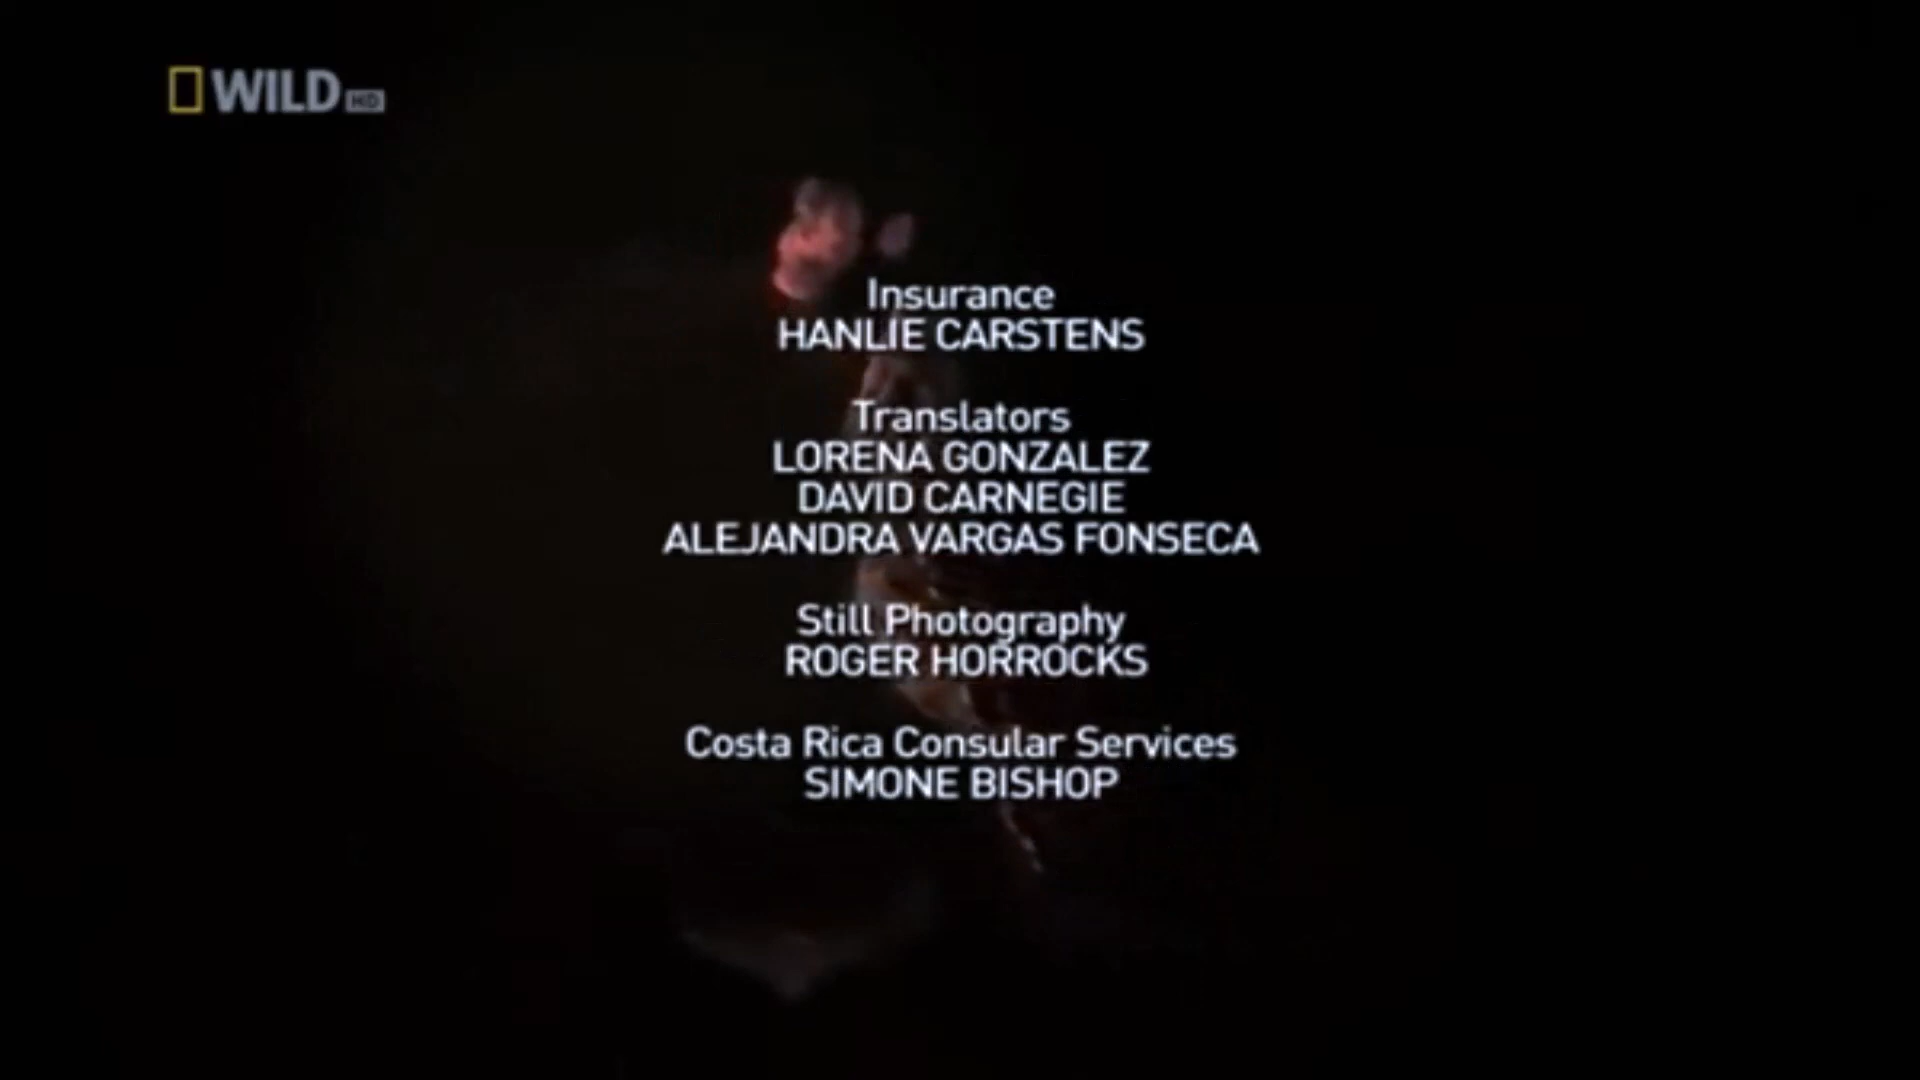 WILD HD
Insurance
HANLIE CARSTENS
Translators
LORENA GONZALEZ
DAVID CARNEGIE
ALEJANDRA VARGAS FONSECA
Still Photography
ROGER HORROCKS
Costa Rica Consular Services
SIMONE BISHOP